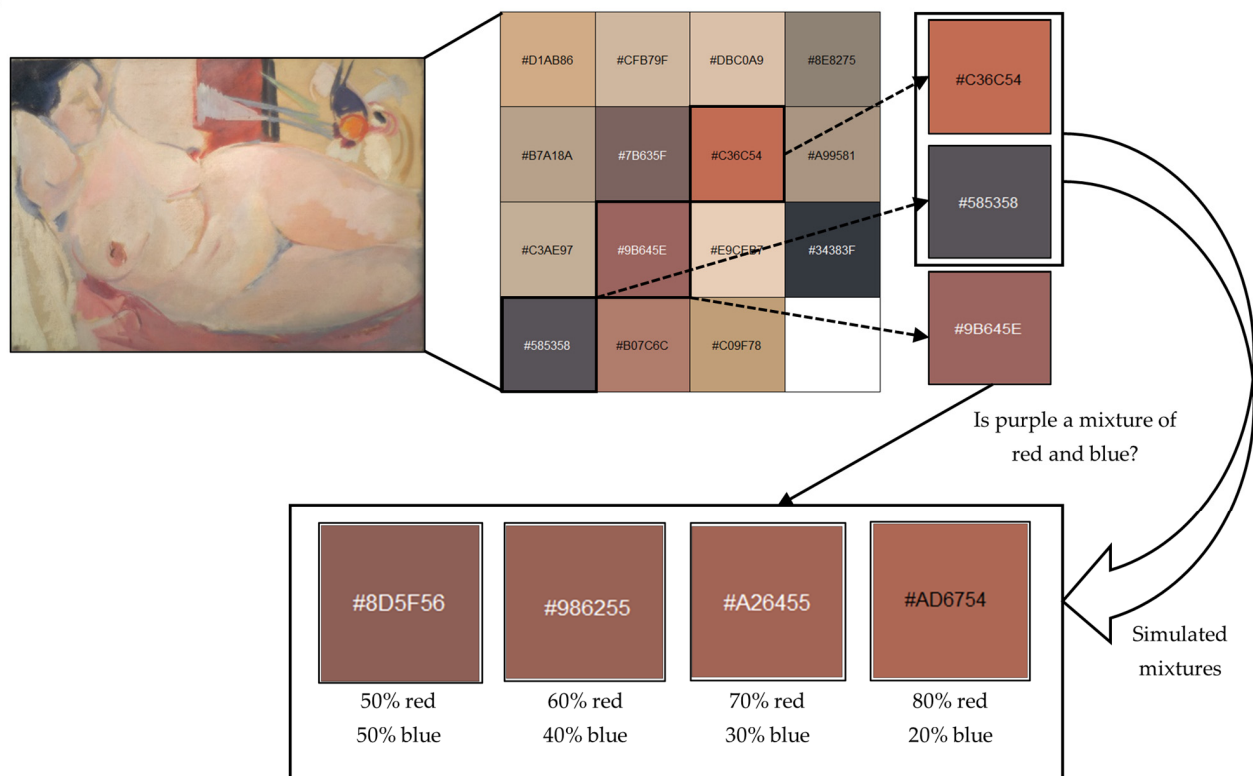 #D1AB86 #CFB79F #DBC0A9 #8E8275
#B7A18A #7B635F #C36C54 #A99581
#C3AE97 #9B645E #E9CEB7 #34383F
#585358 #B07C6C #C09F78
#C36C54
#585358
#9B645E
Is purple a mixture of
red and blue?
#8D5F56 #986255 #A26455 #AD6754
50% red 60% red 70% red 80% red
50% blue 40% blue 30% blue 20% blue
Simulated
mixtures